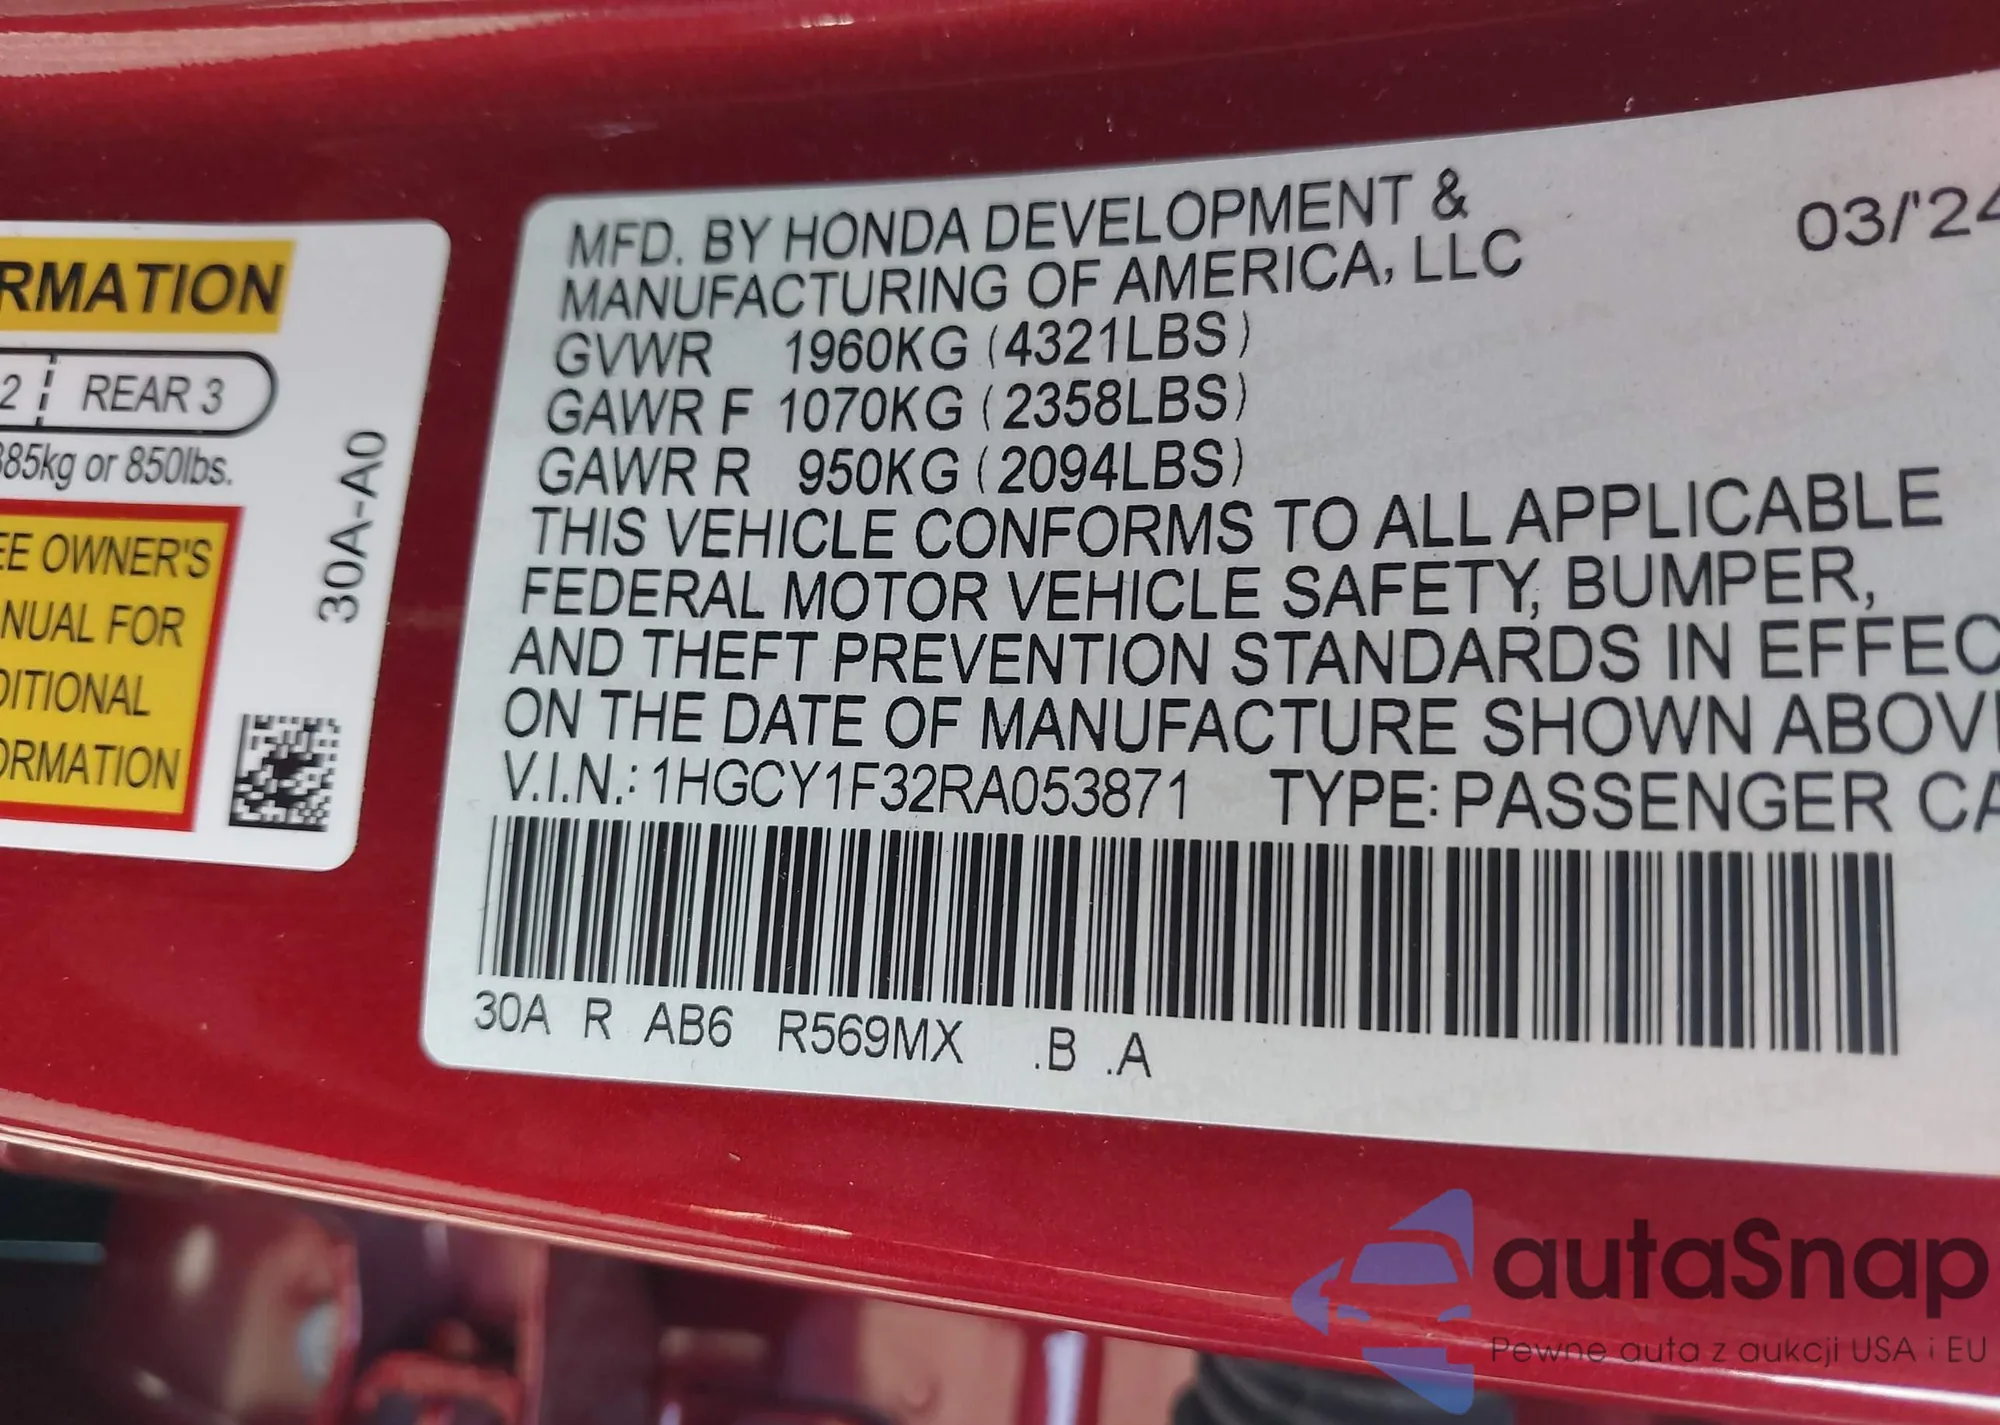 RMATION
2 REAR 3
385kg or 850lbs.
EE OWNER'S
NUAL FOR
DITIONAL
ORMATION
30A-A0
MFD. BY HONDA DEVELOPMENT &
MANUFACTURING OF AMERICA, LLC
03/'24
GVWR 1960KG (4321LBS)
GAWR F 1070KG (2358LBS)
GAWR R 950KG (2094LBS)
THIS VEHICLE CONFORMS TO ALL APPLICABLE
FEDERAL MOTOR VEHICLE SAFETY, BUMPER,
AND THEFT PREVENTION STANDARDS IN EFFEC
ON THE DATE OF MANUFACTURE SHOWN ABOVE
V.I.N.: 1HGCY1F32RA053871 TYPE: PASSENGER CA
30A R AB6 R569MX .B .A
autaSnap
Pewne auta z aukcji USA i EU